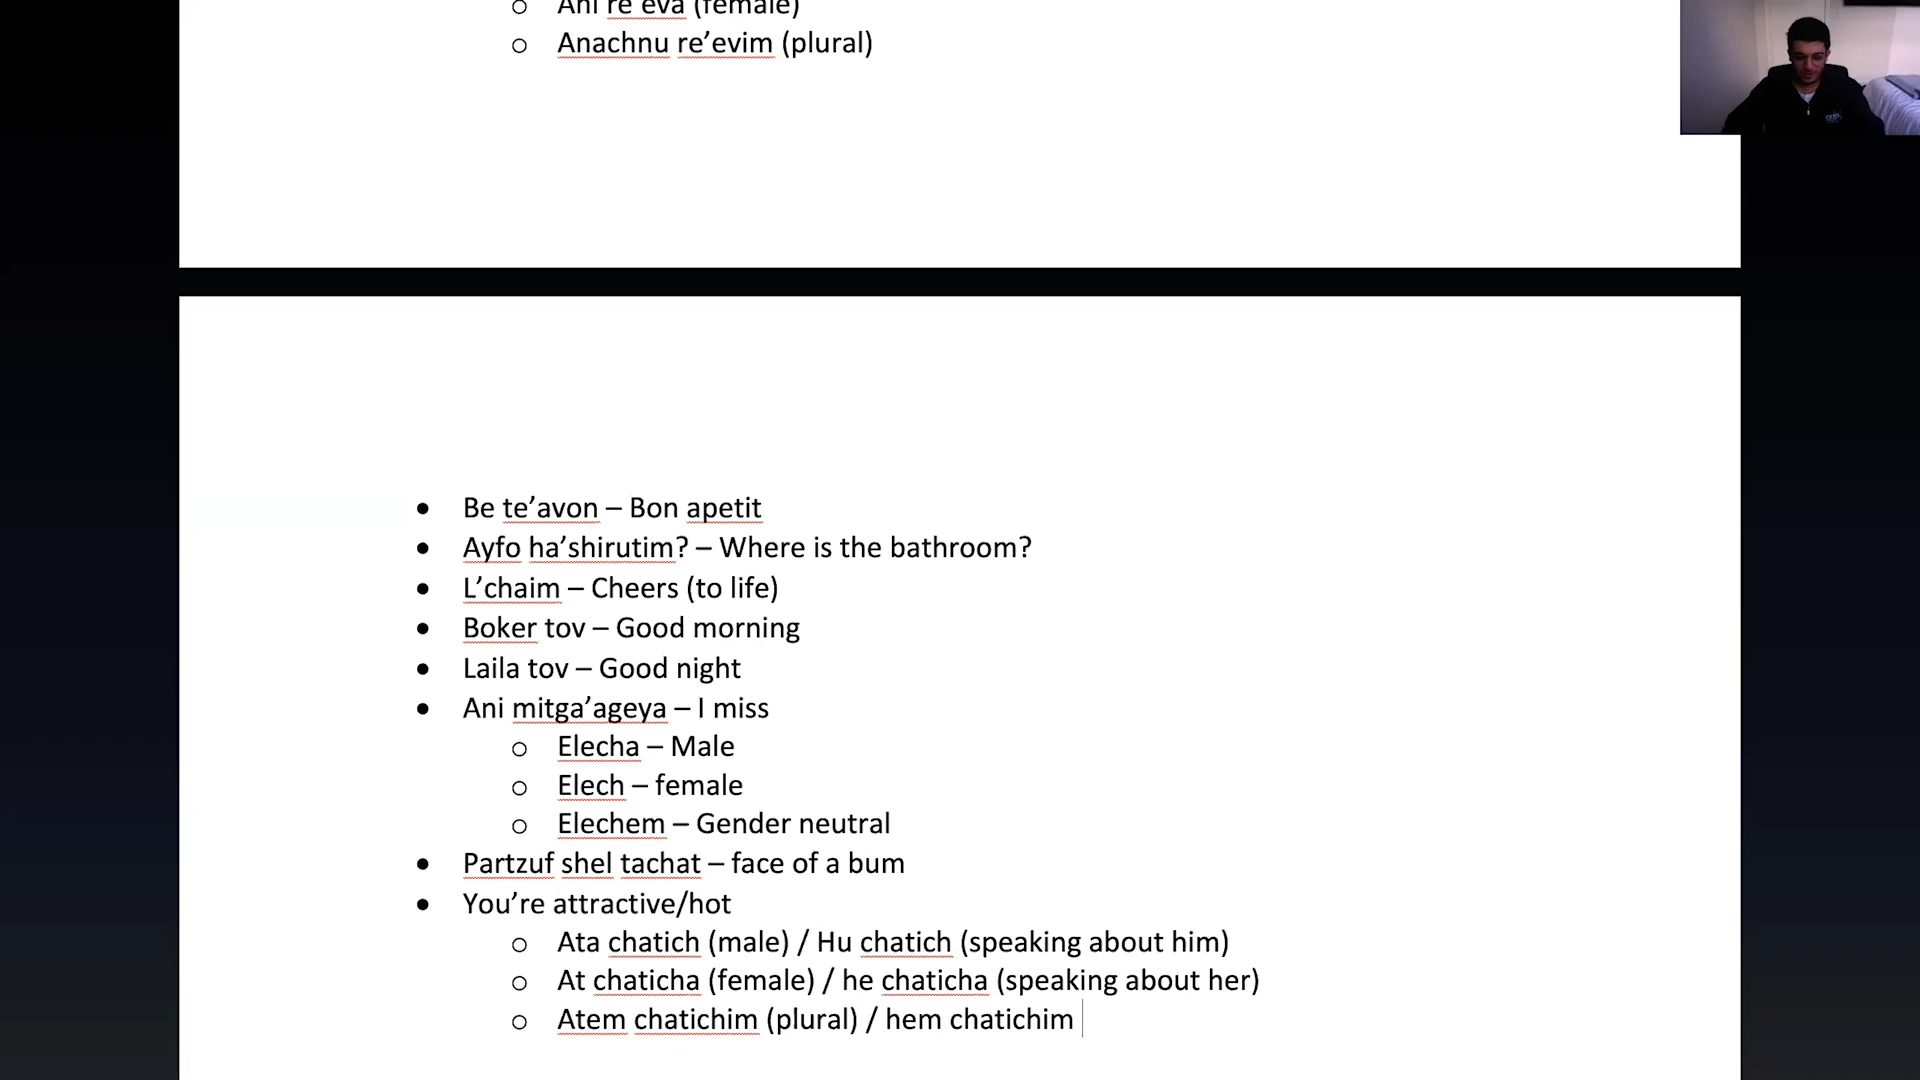 Ani re’eva (female)
Anachnu re’evim (plural)
Be te’avon – Bon apetit
Ayfo ha’shirutim? – Where is the bathroom?
L’chaim – Cheers (to life)
Boker tov – Good morning
Laila tov – Good night
Ani mitga’ageya – I miss
Elecha – Male
Elech – female
Elechem – Gender neutral
Partzuf shel tachat – face of a bum
You’re attractive/hot
Ata chatich (male) / Hu chatich (speaking about him)
At chaticha (female) / he chaticha (speaking about her)
Atem chatichim (plural) / hem chatichim